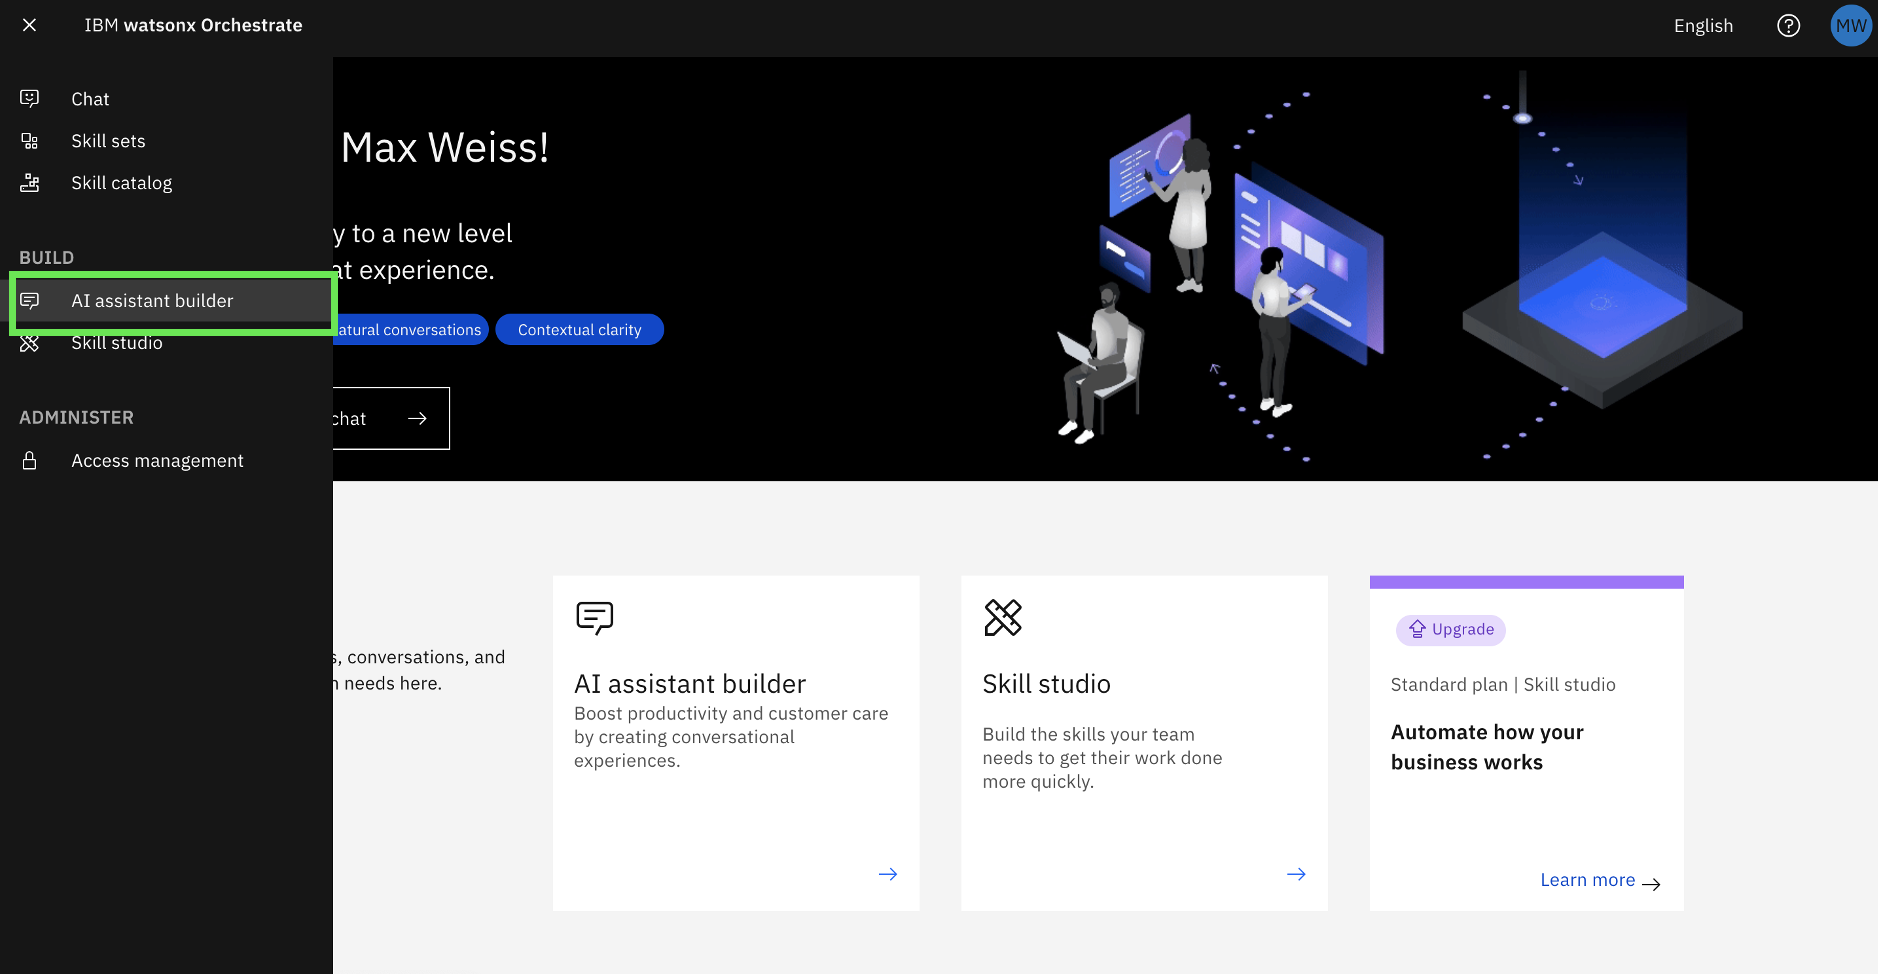 IBM watsonx Orchestrate
English
MW
Chat
Skill sets
Skill catalog
BUILD
AI assistant builder
Skill studio
ADMINISTER
Access management
Max Weiss!
y to a new level
at experience.
atural conversations
Contextual clarity
chat
s, conversations, and
n needs here.
AI assistant builder
Boost productivity and customer care
by creating conversational
experiences.
Skill studio
Build the skills your team
needs to get their work done
more quickly.
Upgrade
Standard plan | Skill studio
Automate how your
business works
Learn more